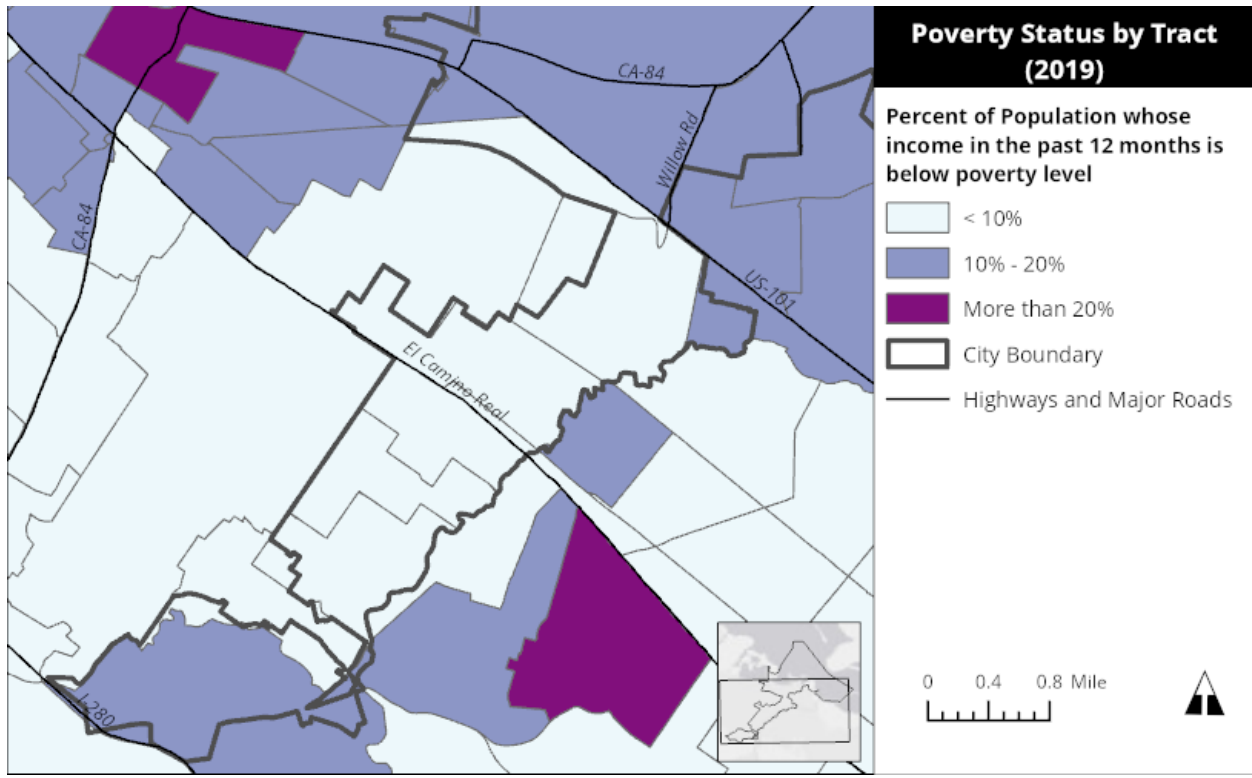 Poverty Status by Tract
(2019)
Percent of Population whose
income in the past 12 months is
below poverty level
< 10%
10% - 20%
More than 20%
City Boundary
Highways and Major Roads
0 0.4 0.8 Mile
CA-84
Willow Rd
CA-84
US-101
El Camino Real
I-280